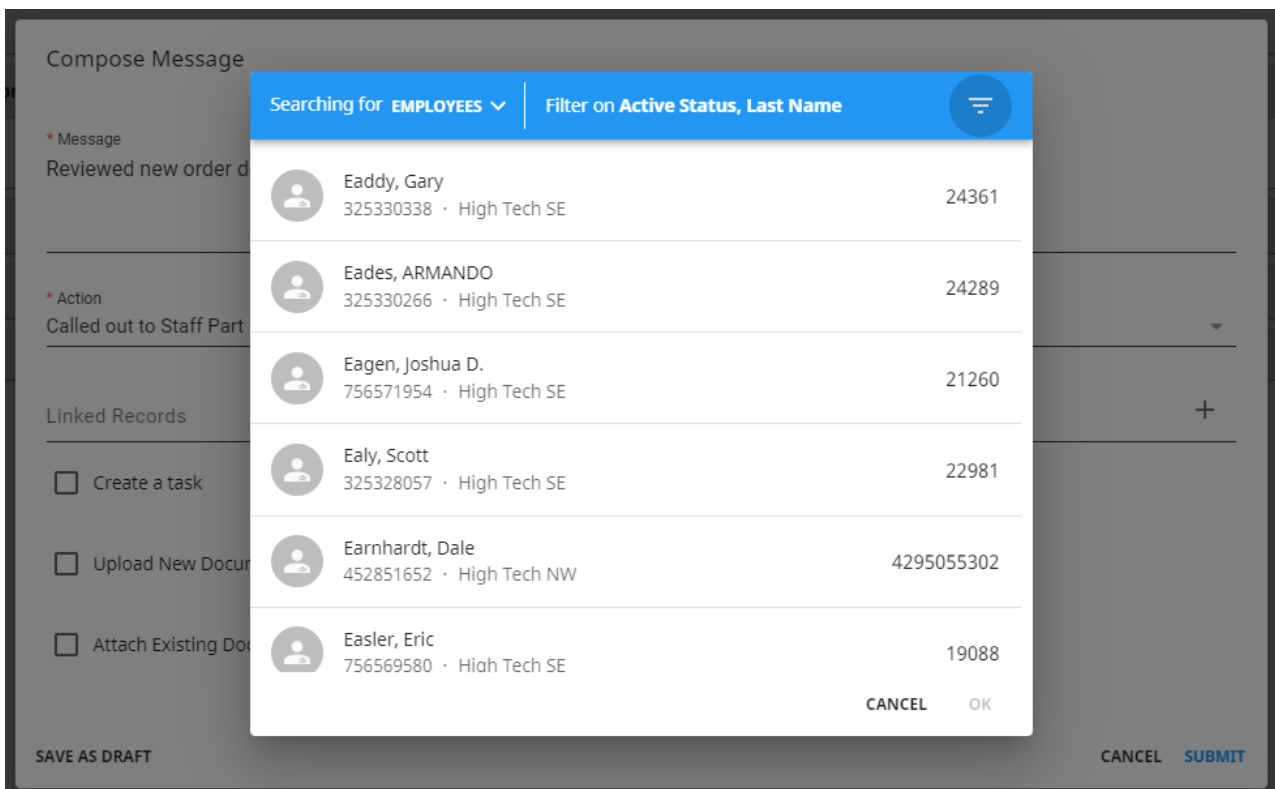 Compose Message
Searching for EMPLOYEES Filter on Active Status, Last Name
* Message
Reviewed new order
Eaddy, Gary
325330338 · High Tech SE
24361
Eades, ARMANDO
325330266 · High Tech SE
24289
* Action
Called out to Staff Part
Eagen, Joshua D.
756571954 · High Tech SE
21260
Linked Records
Ealy, Scott
325328057 · High Tech SE
22981
Create a task
Earnhardt, Dale
452851652 · High Tech NW
4295055302
Upload New
Easler, Eric
756569580 · High Tech SE
19088
Attach Existing
CANCEL OK
SAVE AS DRAFT
CANCEL SUBMIT